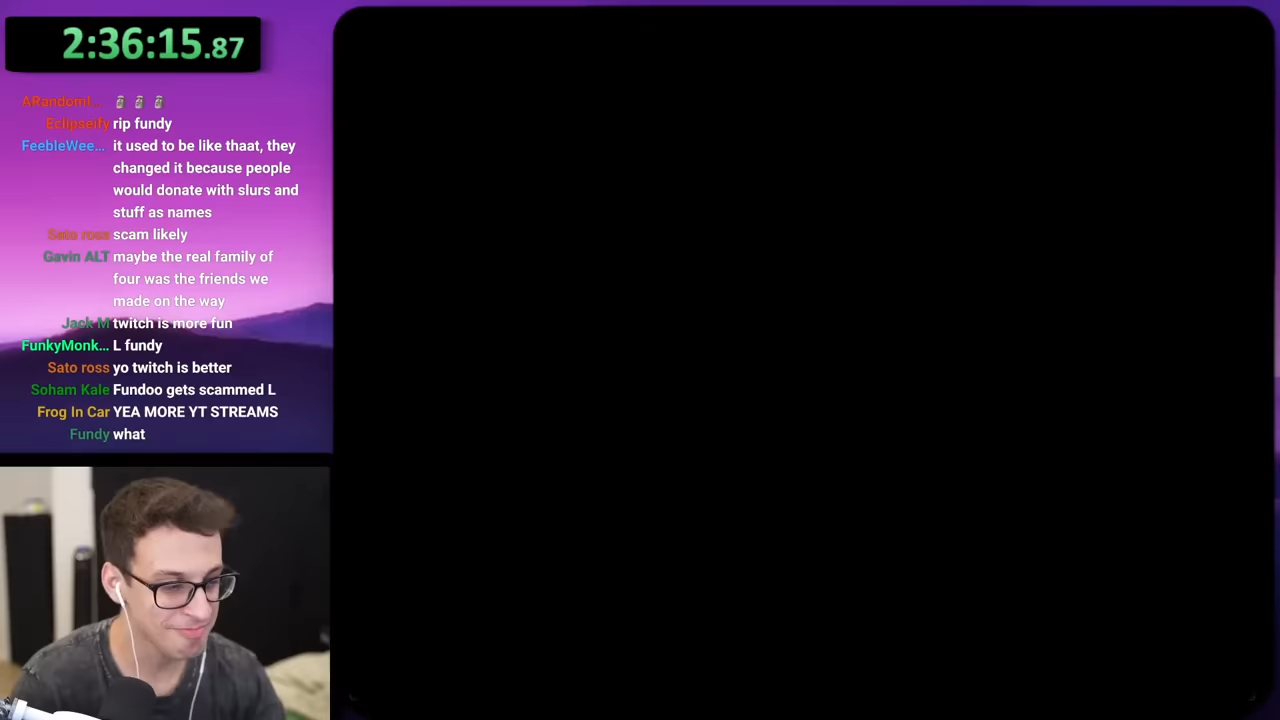 2:36:15.87
ARandomI...
Eclipseify rip fundy
FeebleWee... it used to be like thaat, they
changed it because people
would donate with slurs and
stuff as names
Sato ross scam likely
Gavin ALT maybe the real family of
four was the friends we
made on the way
Jack M twitch is more fun
FunkyMonk... L fundy
Sato ross yo twitch is better
Soham Kale Fundoo gets scammed L
Frog In Car YEA MORE YT STREAMS
Fundy what